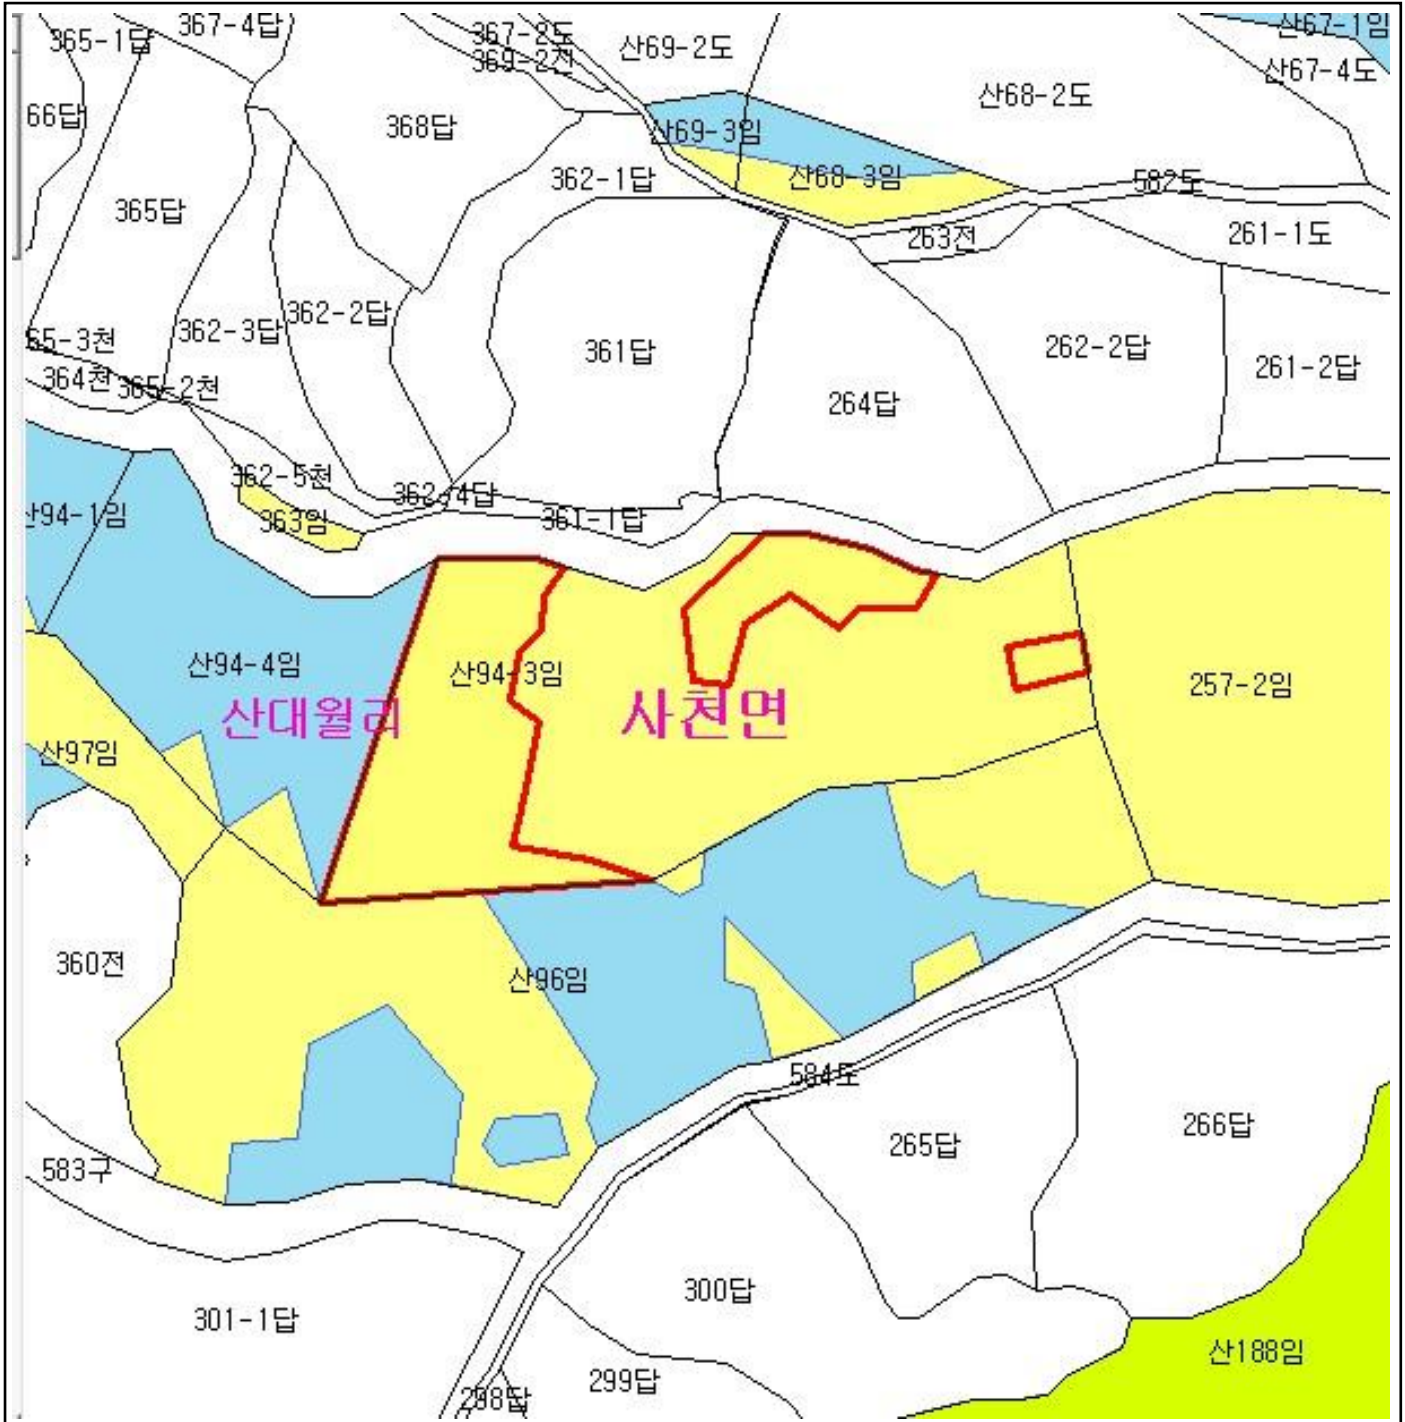 367-4답
367-2도
산67-1임
365-1답
산69-2도
369-2전
산67-4도
산68-2도
66답
368답
산69-3임
362-1답
산68-3임
582도
365답
263전
261-1도
362-2답
362-3답
65-3천
361답
262-2답
261-2답
364천
365-2천
264답
362-5천
362-4답
산94-1임
363임
361-1답
산94-4임
산94-3임
257-2임
산대월리
사천면
산97임
360전
산96임
584도
265답
266답
583구
300답
301-1답
산188임
299답
298답